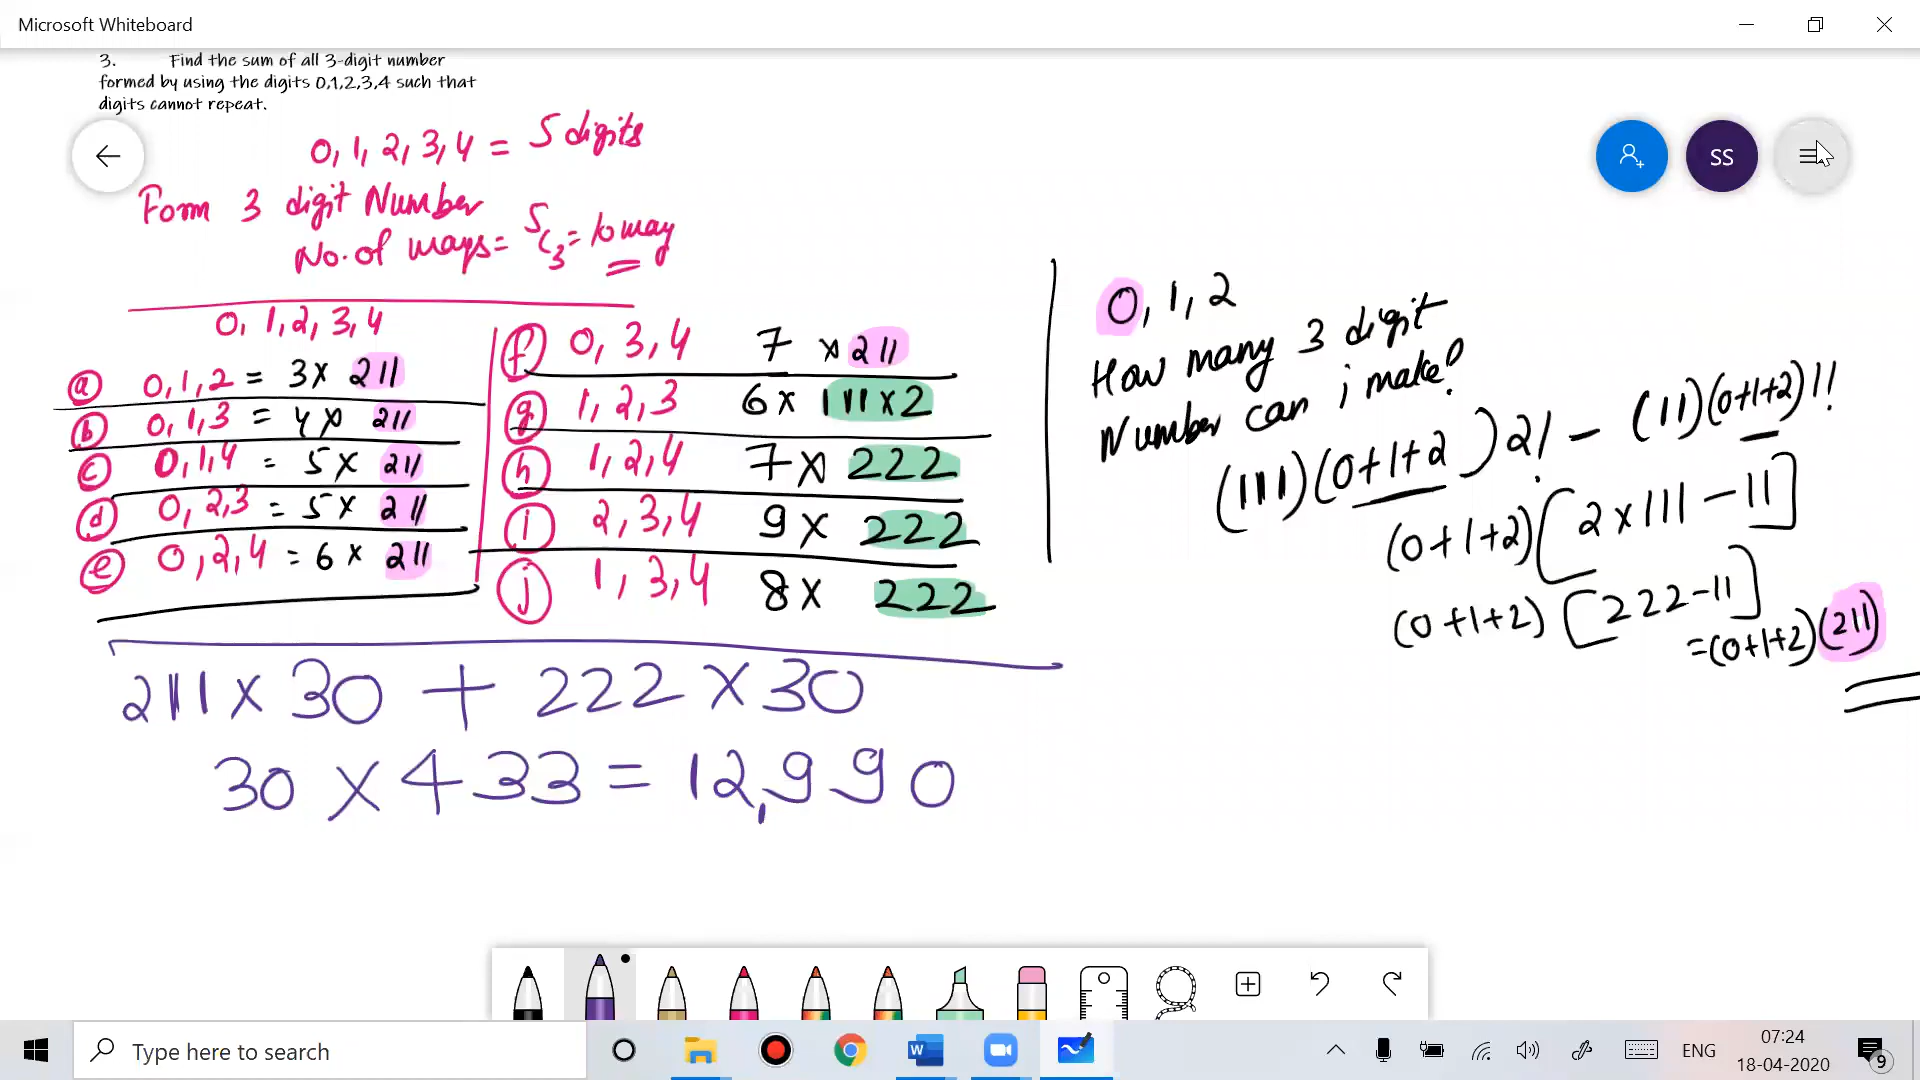 Microsoft Whiteboard
3. Find the sum of all 3-digit number
formed by using the digits 0,1,2,3,4 such that
digits cannot repeat.
0, 1, 2, 3, 4 = 5 digits
Form 3 digit Number
No. of ways = 5C3 = 10 way
0, 1, 2, 3, 4
a 0, 1, 2 = 3 x 211
b 0, 1, 3 = 4 x 211
c 0, 1, 4 = 5 x 211
d 0, 2, 3 = 5 x 211
e 0, 2, 4 = 6 x 211
f 0, 3, 4 7 x 211
g 1, 2, 3 6 x 111 x 2
h 1, 2, 4 7 x 222
i 2, 3, 4 9 x 222
j 1, 3, 4 8 x 222
211 x 30 + 222 x 30
30 x 433 = 12,990
0, 1, 2
How many 3 digit
Number can i make?
(111)(0+1+2)2! - (11)(0+1+2)1!
(0+1+2)[2 x 111 - 11]
(0+1+2)[222-11]
=(0+1+2)(211)
SS
Type here to search
W
ENG
07:24
18-04-2020
9